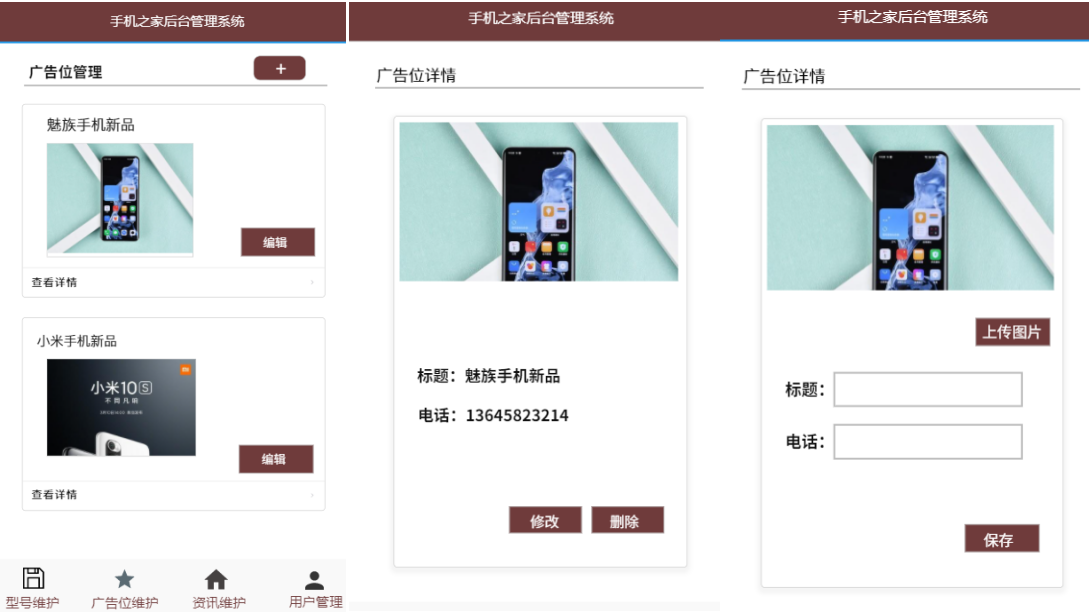 手机之家后台管理系统
广告位管理
+
魅族手机新品
编辑
查看详情
小米手机新品
小米10S
不同凡响
编辑
查看详情
型号维护
广告位维护
资讯维护
用户管理
手机之家后台管理系统
广告位详情
标题：魅族手机新品
电话：13645823214
修改
删除
手机之家后台管理系统
广告位详情
上传图片
标题：
电话：
保存